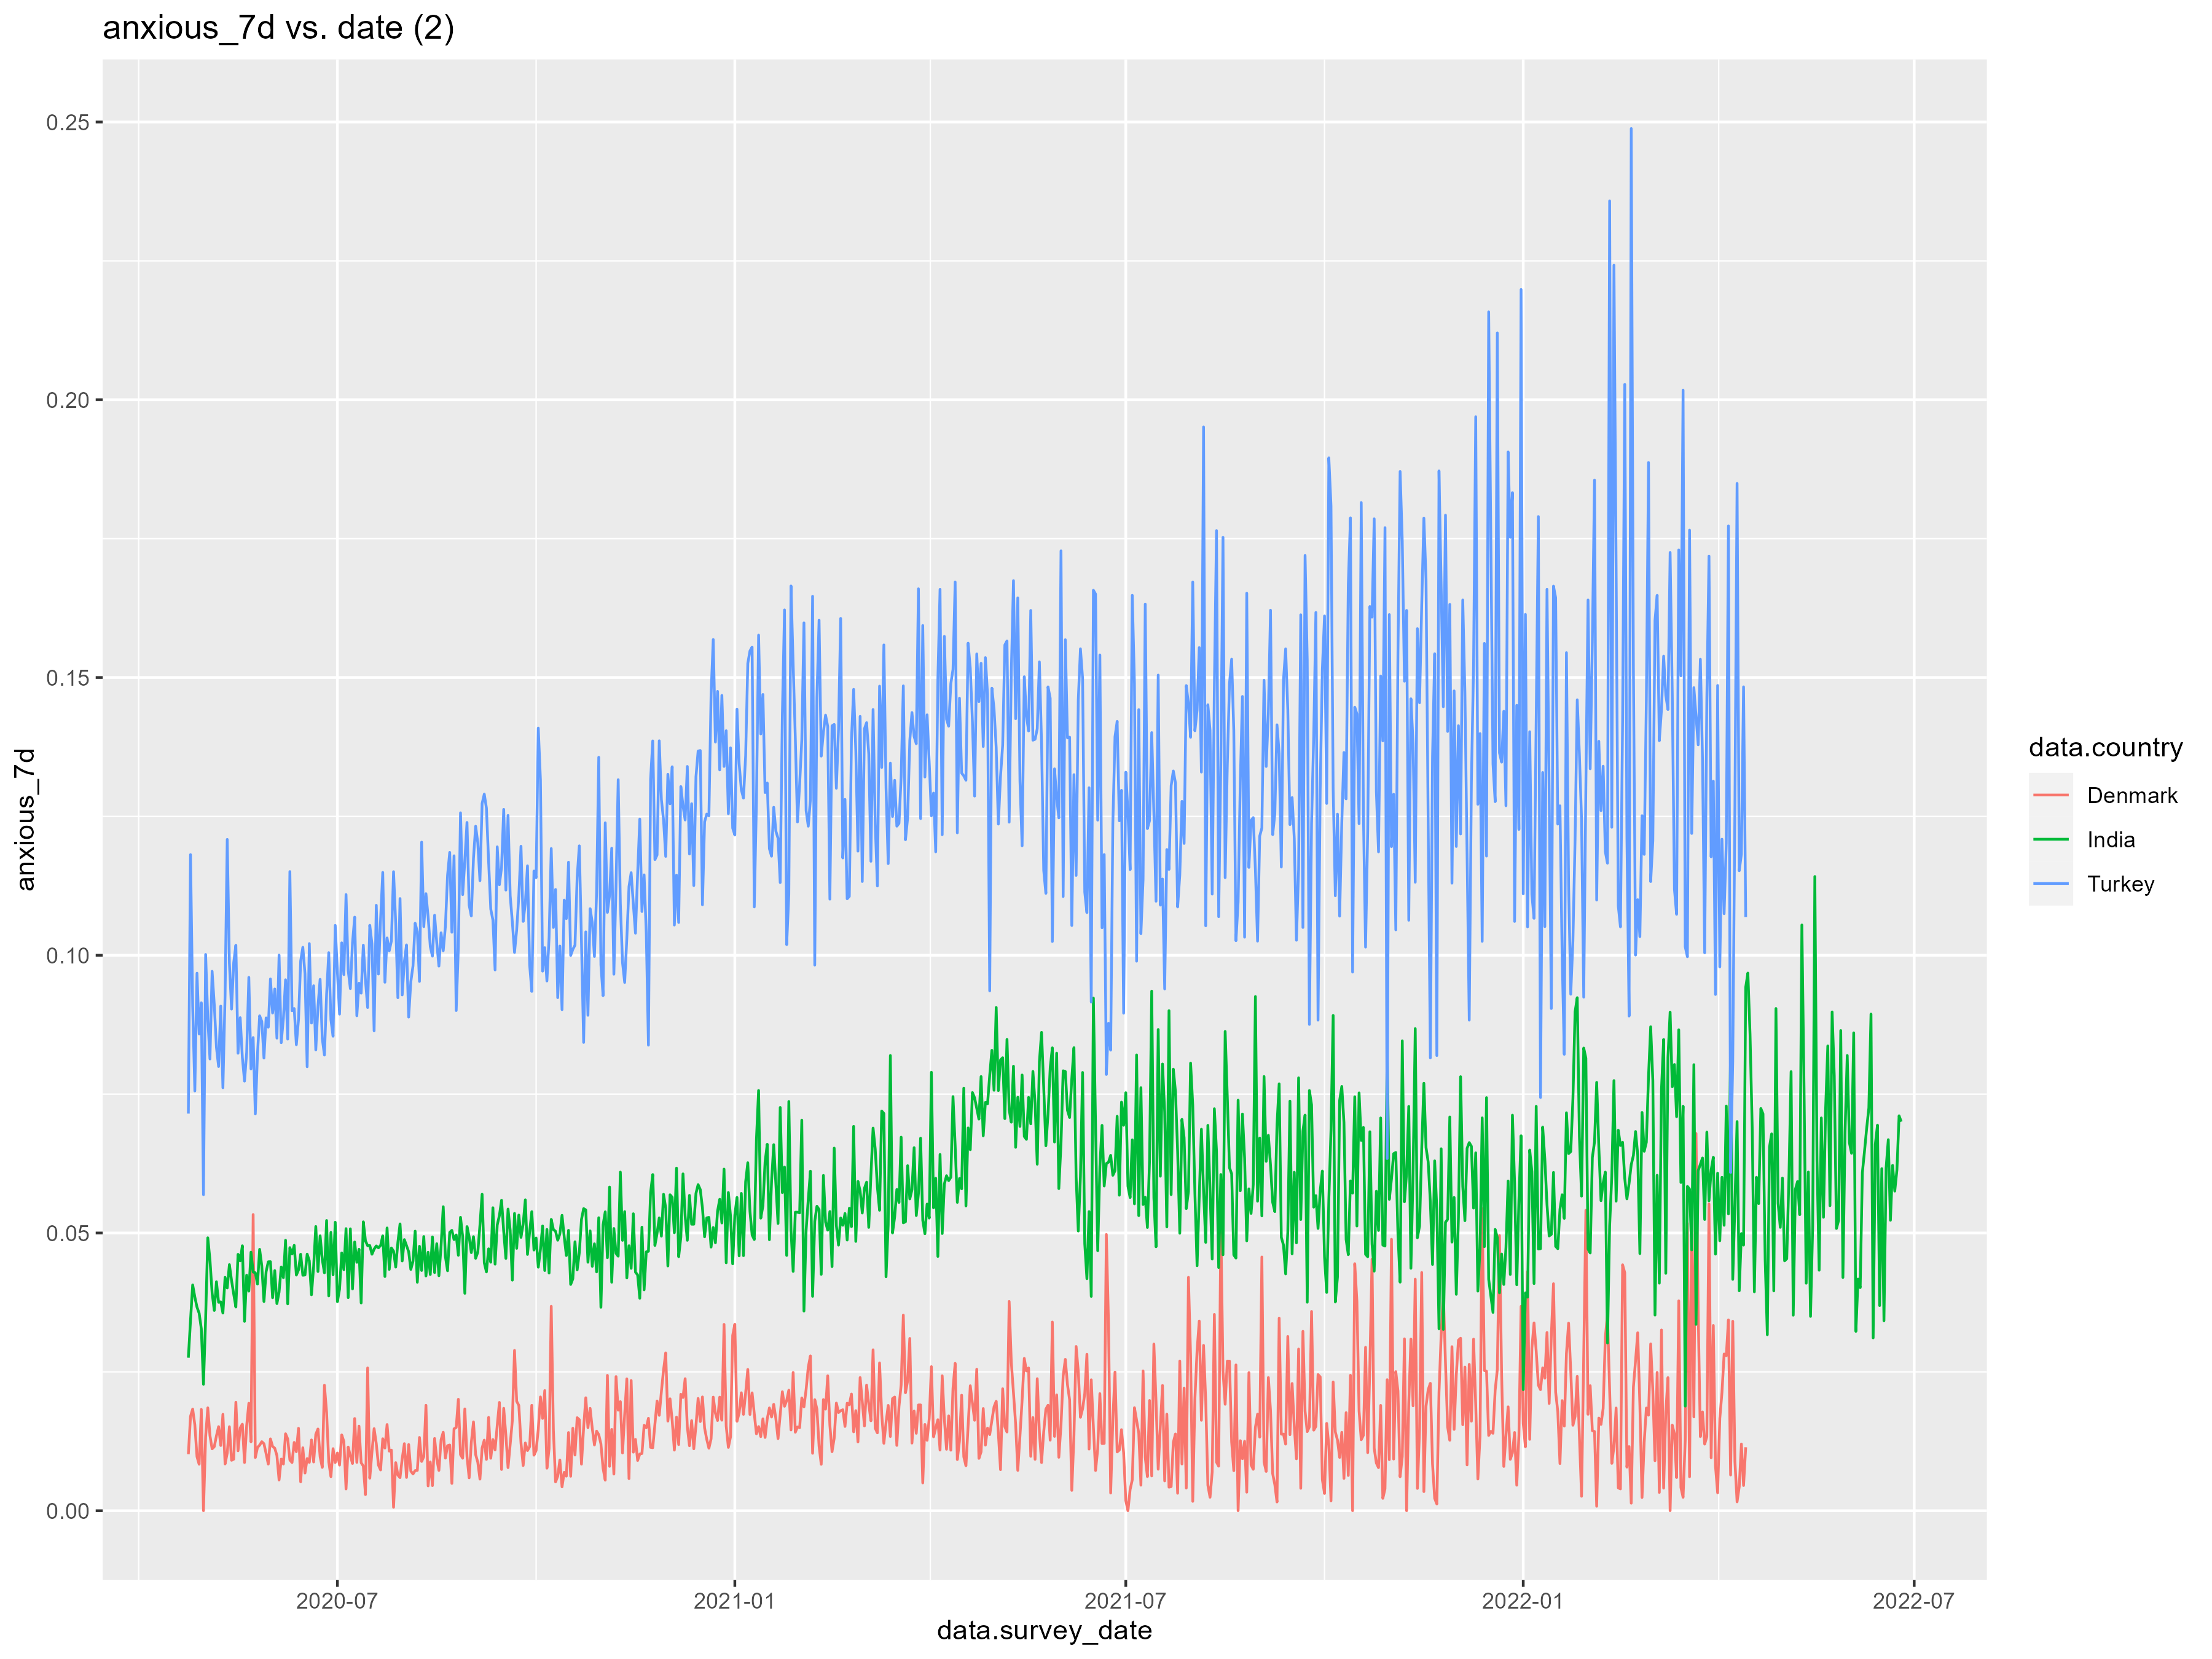 anxious_7d vs. date (2)
0.25
0.20
0.15
0.10
0.05
0.00
anxious_7d
2020-07
2021-01
2021-07
2022-01
2022-07
data.survey_date
data.country
Denmark
India
Turkey